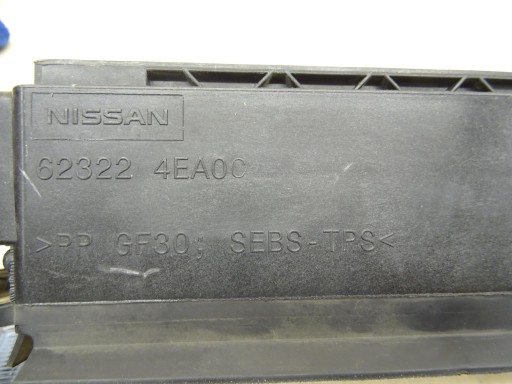 NISSAN
62322 4EA0C
>PP GF30; SEBS-TPS<